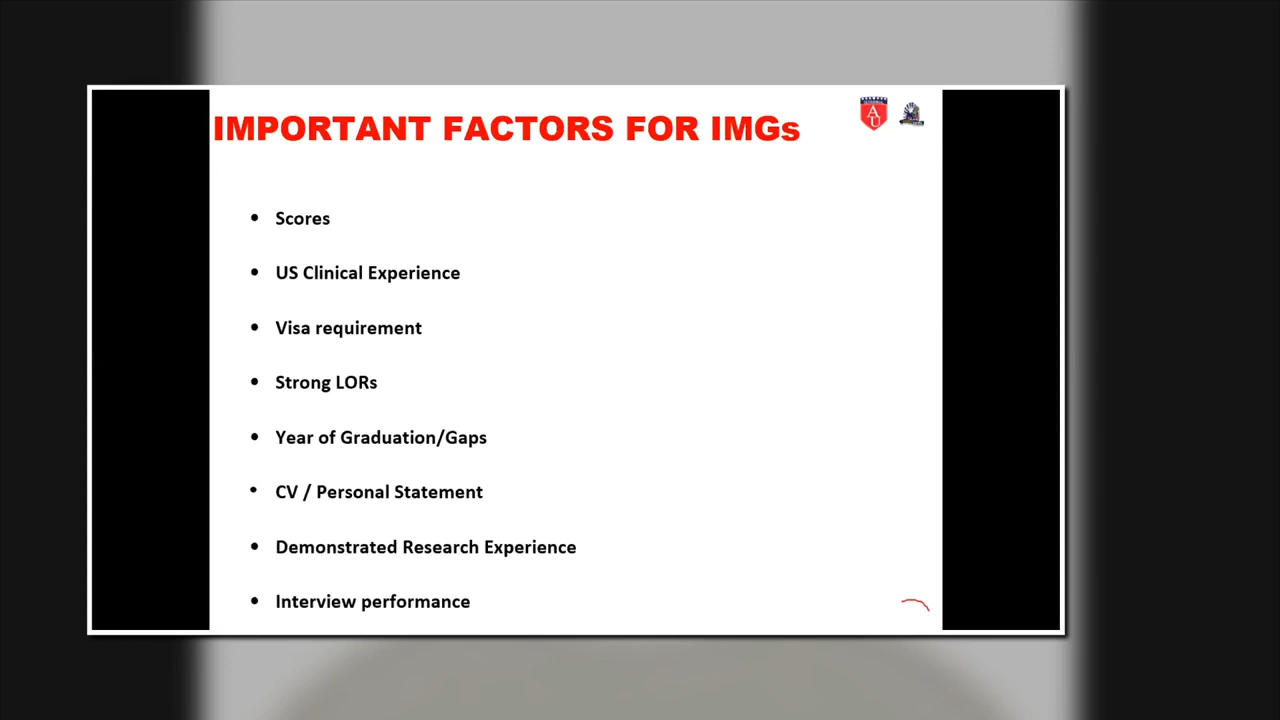 IMPORTANT FACTORS FOR IMGs
AU
• Scores
• US Clinical Experience
• Visa requirement
• Strong LORs
• Year of Graduation/Gaps
• CV / Personal Statement
• Demonstrated Research Experience
• Interview performance